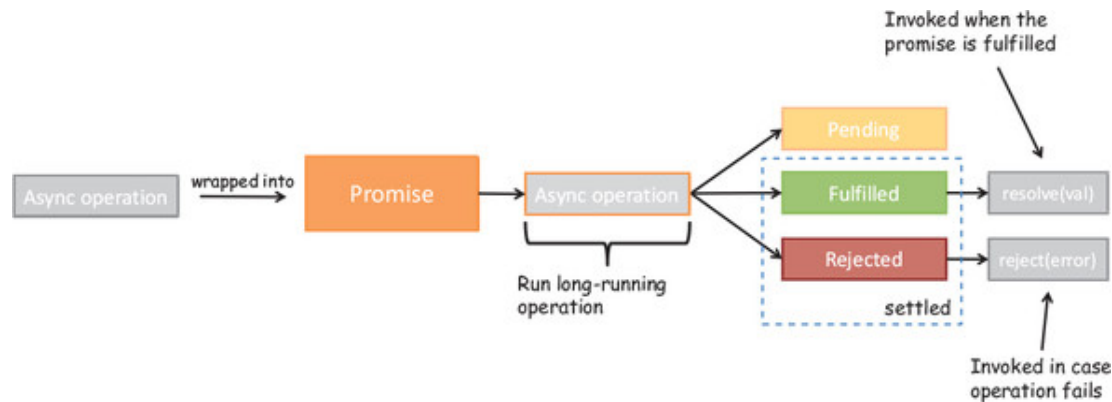 Invoked when the
promise is fulfilled
Pending
Async operation
wrapped into
Promise
Async operation
Fulfilled
resolve(val)
Rejected
reject(error)
Run long-running
operation
settled
Invoked in case
operation fails